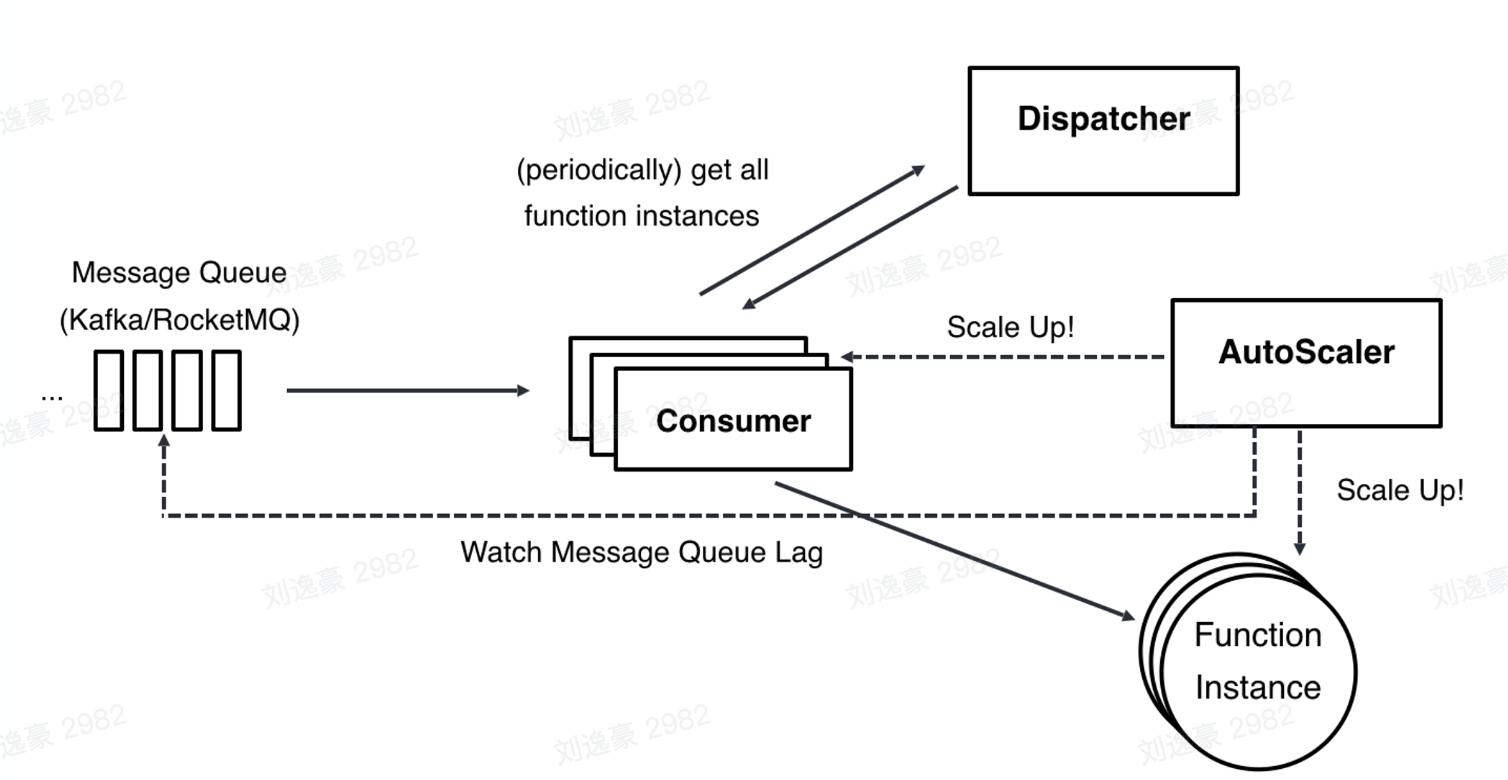 Dispatcher
(periodically) get all
function instances
Message Queue
(Kafka/RocketMQ)
...
Scale Up!
AutoScaler
Consumer
Scale Up!
Watch Message Queue Lag
Function
Instance
刘逸豪 2982